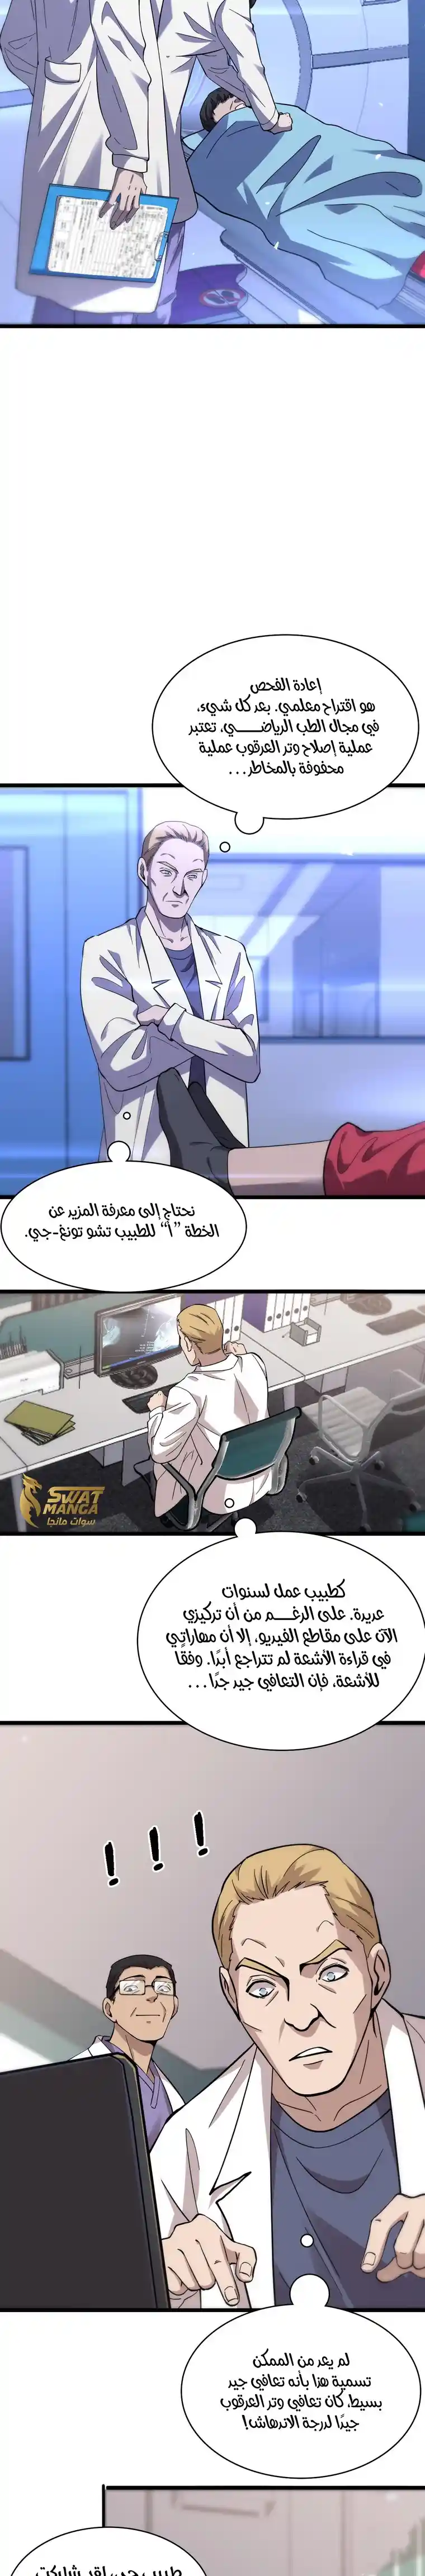 إعادة الفحص
هو اقتراح معلمي. بعد كل شيء،
في مجال الطب الرياضي، تعتبر
عملية إصلاح وتر العرقوب عملية
محفوفة بالمخاطر...
نحتاج إلى معرفة المزيد عن
الخطة "أ" للطبيب تشو تونغ-جي.
SWAT
MANGA
سوات مانجا
كطبيب عمل لسنوات
عديدة. على الرغم من أن تركيزي
الآن على مقاطع الفيديو، إلا أن مهاراتي
في قراءة الأشعة لم تتراجع أبدًا. وفقًا
للأشعة، فإن التعافي جيد جدًا...
! ! !
لم يعد من الممكن
تسمية هذا بأنه تعافي جيد
بسيط، كان تعافي وتر العرقوب
جيدًا لدرجة الاندهاش!